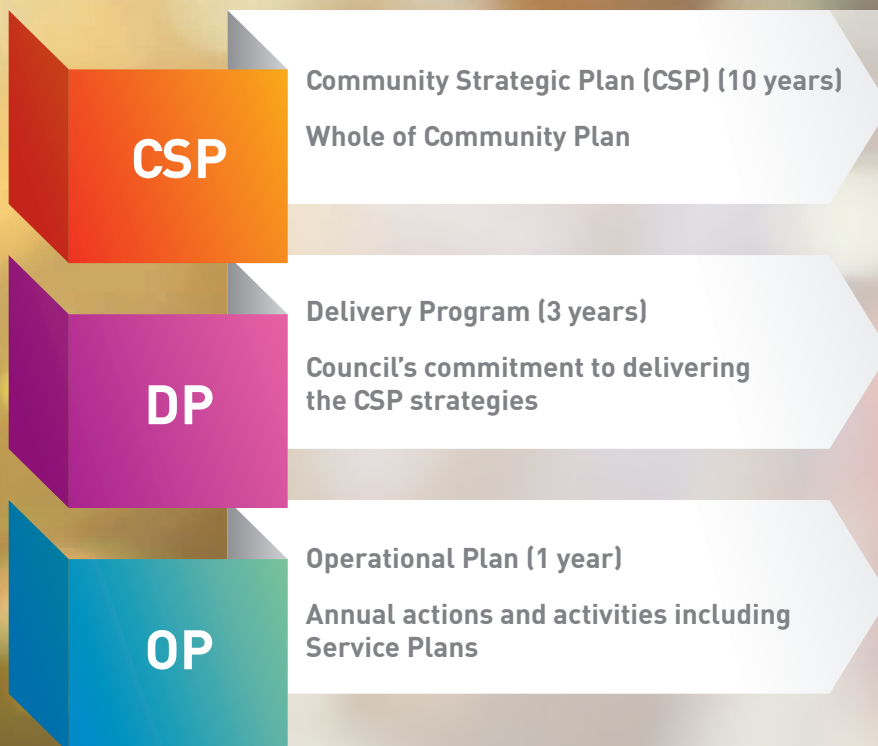 CSP
Community Strategic Plan (CSP) (10 years)
Whole of Community Plan
DP
Delivery Program (3 years)
Council’s commitment to delivering
the CSP strategies
OP
Operational Plan (1 year)
Annual actions and activities including
Service Plans